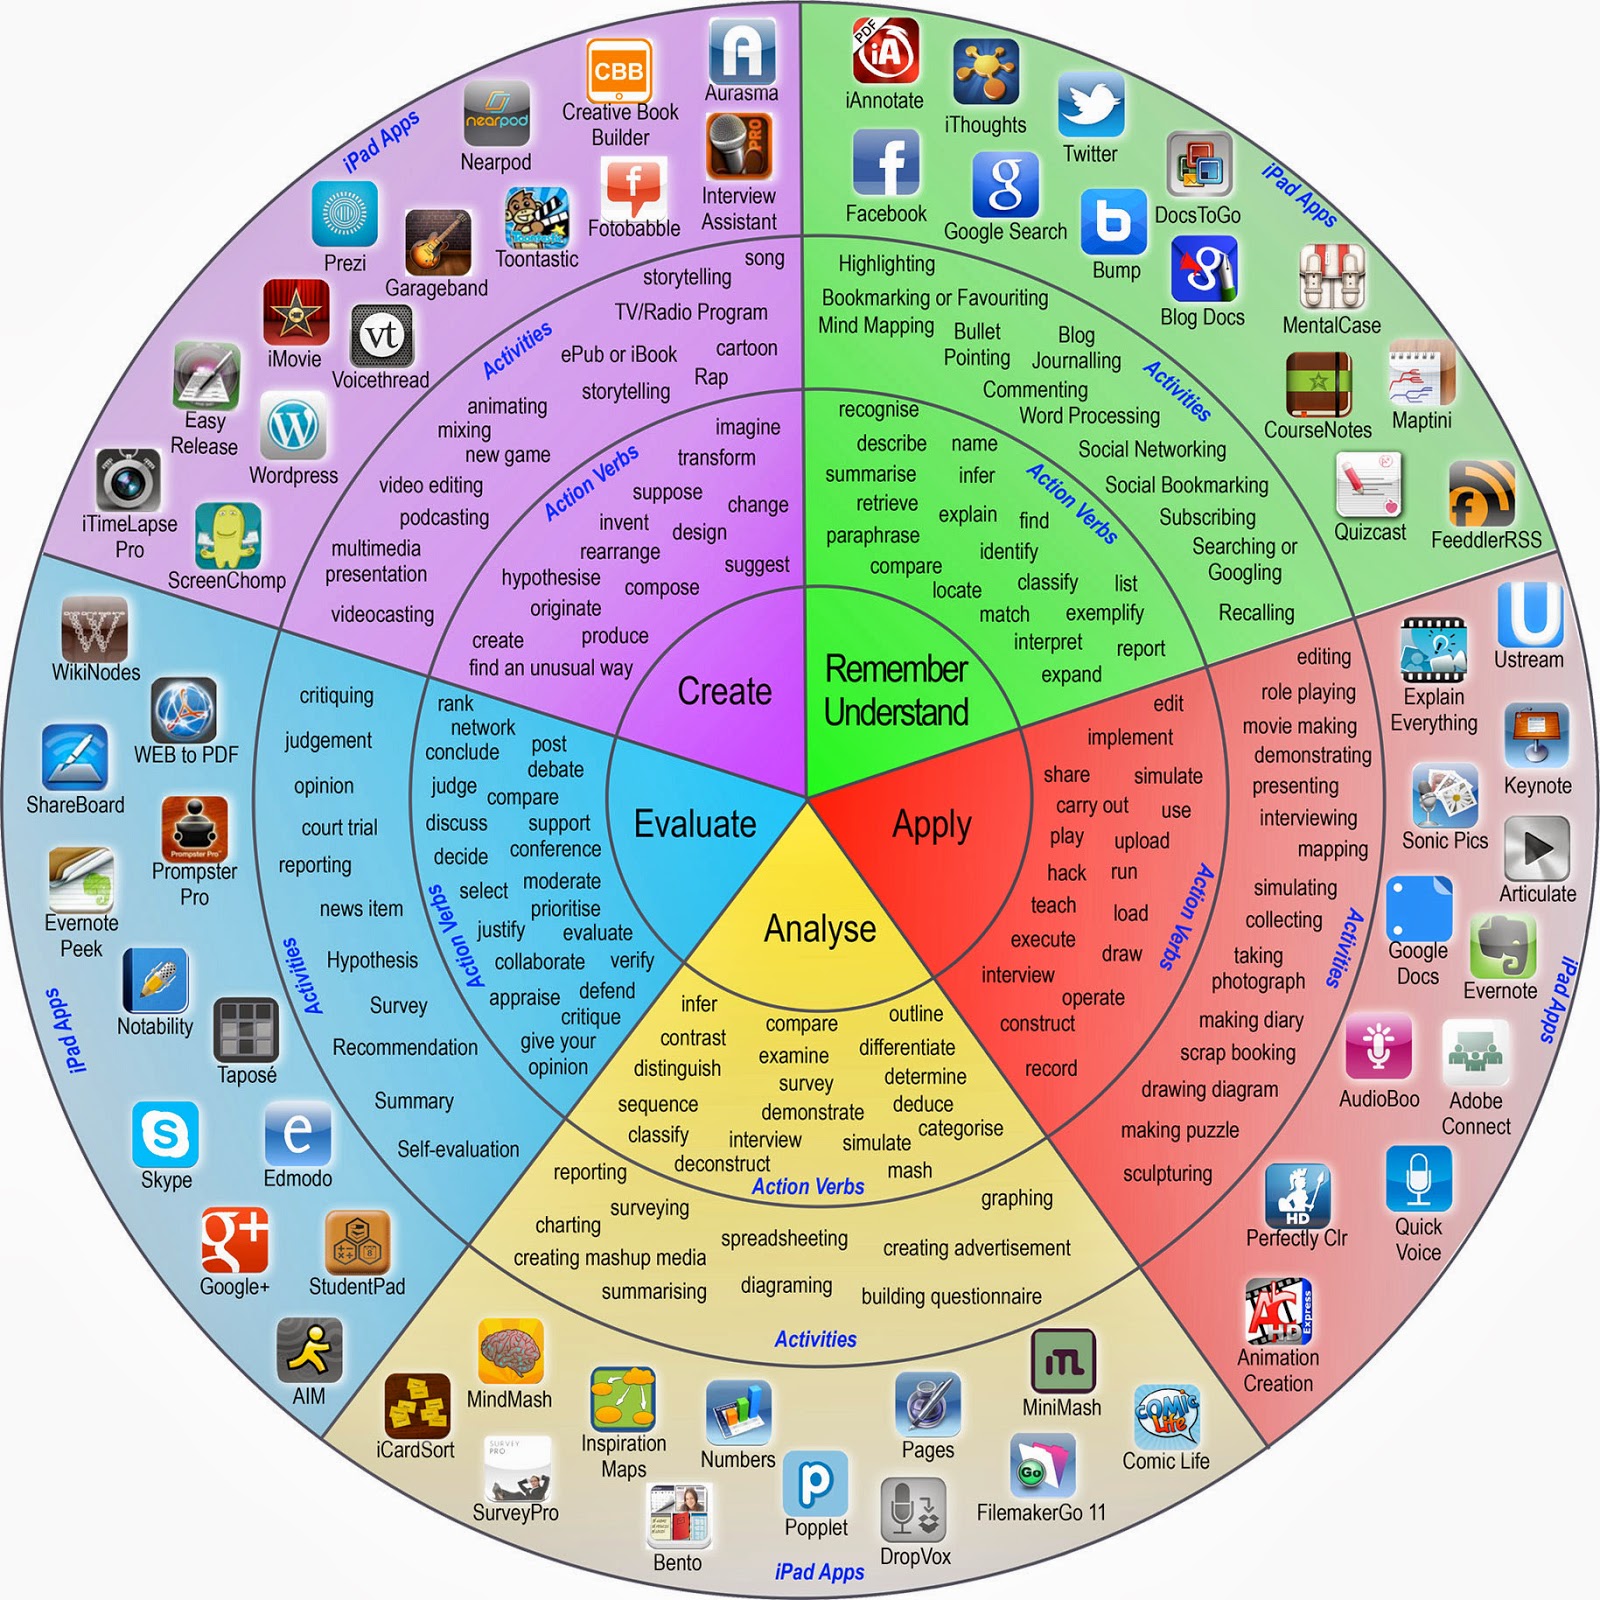 Create
Remember
Understand
Apply
Analyse
Evaluate
iPad Apps
CBB
Creative Book
Builder
Aurasma
nearpod
Nearpod
PRO
Interview
Assistant
Fotobabble
Toontastic
Toontastic
Prezi
Garageband
iMovie
vt
Voicethread
Easy
Release
Wordpress
iTimeLapse
Pro
ScreenChomp
Activities
song
storytelling
TV/Radio Program
ePub or iBook
cartoon
storytelling
Rap
animating
mixing
new game
video editing
podcasting
multimedia
presentation
videocasting
Action Verbs
imagine
transform
suppose
change
invent
design
rearrange
suggest
hypothesise
compose
originate
create
produce
find an unusual way
PDF
iA
iAnnotate
iThoughts
Twitter
iPad Apps
Facebook
Google Search
DocsToGo
Bump
Blog Docs
MentalCase
CourseNotes
Maptini
Quizcast
FeeddlerRSS
Highlighting
Bookmarking or Favouriting
Mind Mapping
Bullet
Pointing
Blog
Journalling
Activities
Commenting
Word Processing
Social Networking
Social Bookmarking
Subscribing
Searching or
Googling
Recalling
recognise
describe
name
summarise
infer
Action Verbs
retrieve
explain
find
paraphrase
identify
compare
locate
classify
list
match
exemplify
interpret
report
expand
Ustream
Explain
Everything
Keynote
Sonic Pics
Articulate
Google
Docs
Evernote
iPad Apps
AudioBoo
Adobe
Connect
HD
Perfectly Clr
Quick
Voice
AC
HD
Express
Animation
Creation
editing
role playing
movie making
demonstrating
presenting
interviewing
mapping
simulating
collecting
Activities
taking
photograph
making diary
scrap booking
drawing diagram
making puzzle
sculpturing
edit
implement
share
simulate
carry out
use
play
upload
hack
run
Action Verbs
teach
load
execute
draw
interview
operate
construct
record
infer
outline
compare
contrast
examine
differentiate
distinguish
survey
determine
sequence
demonstrate
deduce
classify
interview
simulate
categorise
deconstruct
mash
Action Verbs
reporting
graphing
surveying
charting
spreadsheeting
creating advertisement
creating mashup media
summarising
diagraming
building questionnaire
Activities
MindMash
iCardSort
SURVEY
PRO
SurveyPro
Inspiration
Maps
Numbers
Bento
Popplet
Pages
DropVox
MiniMash
Go
FilemakerGo 11
COMIC
Life
Comic Life
iPad Apps
WikiNodes
WEB to PDF
ShareBoard
Prompster Pro
Prompster
Pro
Evernote
Peek
Notability
iPad Apps
Taposé
Skype
Edmodo
Google+
StudentPad
AIM
critiquing
judgement
opinion
court trial
reporting
news item
Activities
Hypothesis
Survey
Recommendation
Summary
Self-evaluation
rank
network
conclude
post
debate
judge
compare
discuss
support
decide
conference
select
moderate
prioritise
Action Verbs
justify
evaluate
collaborate
verify
appraise
defend
critique
give your
opinion